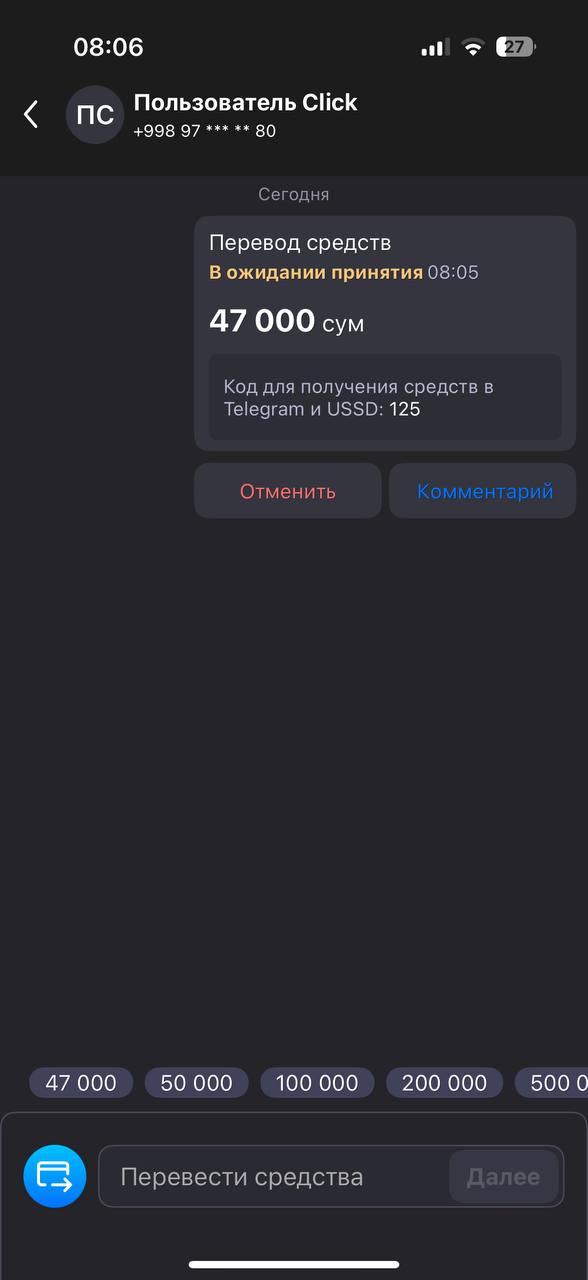 08:06
27
ПС
Пользователь Click
+998 97 *** ** 80
Сегодня
Перевод средств
В ожидании принятия 08:05
47 000 сум
Код для получения средств в
Telegram и USSD: 125
Отменить
Комментарий
47 000
50 000
100 000
200 000
500 0
Перевести средства
Далее